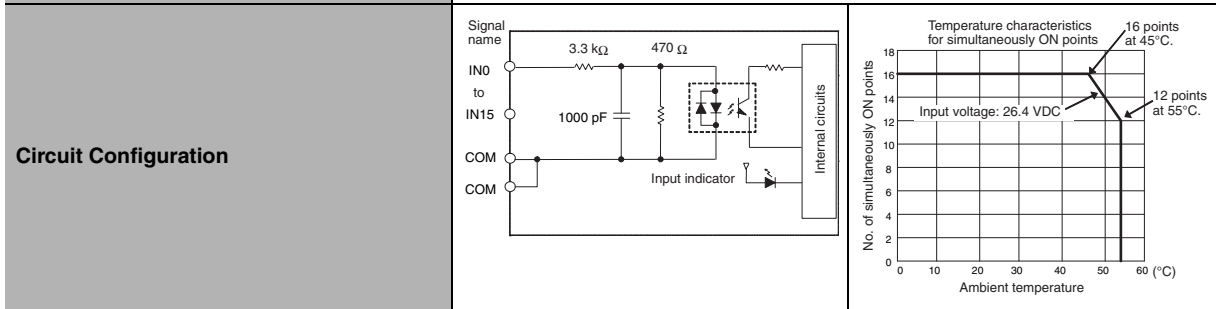 Circuit Configuration
Signal
name
IN0
to
IN15
COM
COM
3.3 kΩ
470 Ω
1000 pF
Input indicator
Internal circuits
Temperature characteristics
for simultaneously ON points
16 points
at 45°C.
12 points
at 55°C.
Input voltage: 26.4 VDC
No. of simultaneously ON points
18
16
14
12
10
8
6
4
2
0
0 10 20 30 40 50 60 (°C)
Ambient temperature